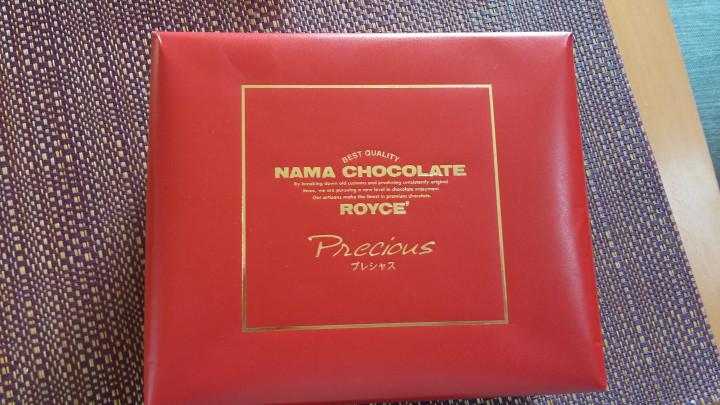 BEST QUALITY
NAMA CHOCOLATE
By breaking down old customs and producing consistently original
items, we are pursuing a new level in chocolate enjoyment.
Our artisans make the finest in premium chocolate.
ROYCE'
Precious
プレシャス